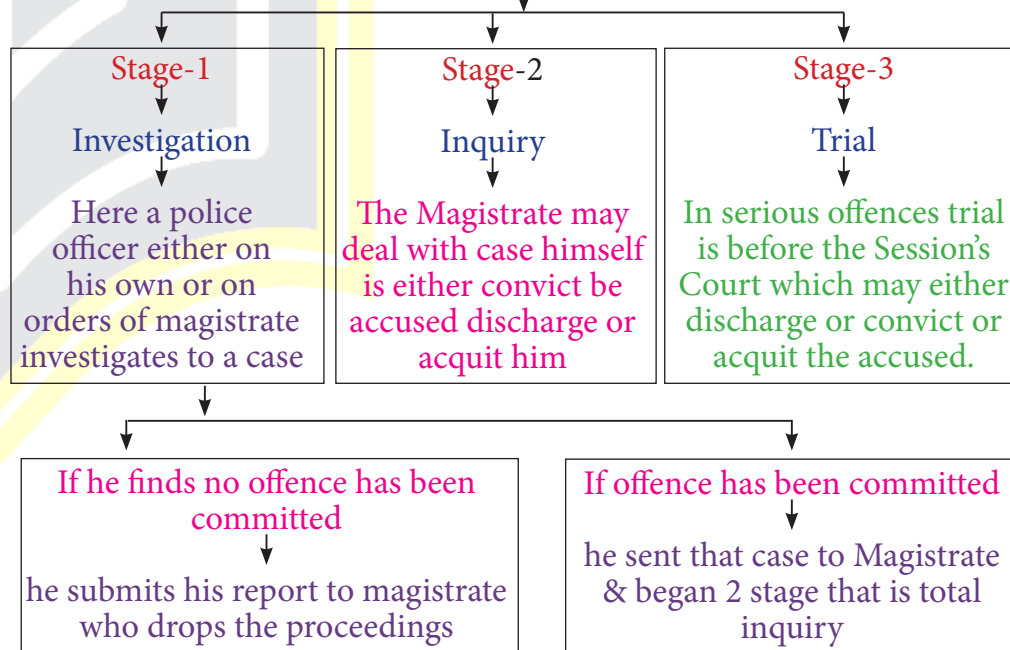 Stage-1
Investigation
Here a police
officer either on
his own or on
orders of magistrate
investigates to a case
Stage-2
Inquiry
The Magistrate may
deal with case himself
is either convict be
accused discharge or
acquit him
Stage-3
Trial
In serious offences trial
is before the Session's
Court which may either
discharge or convict or
acquit the accused.
If he finds no offence has been
committed
he submits his report to magistrate
who drops the proceedings
If offence has been committed
he sent that case to Magistrate
& began 2 stage that is total
inquiry